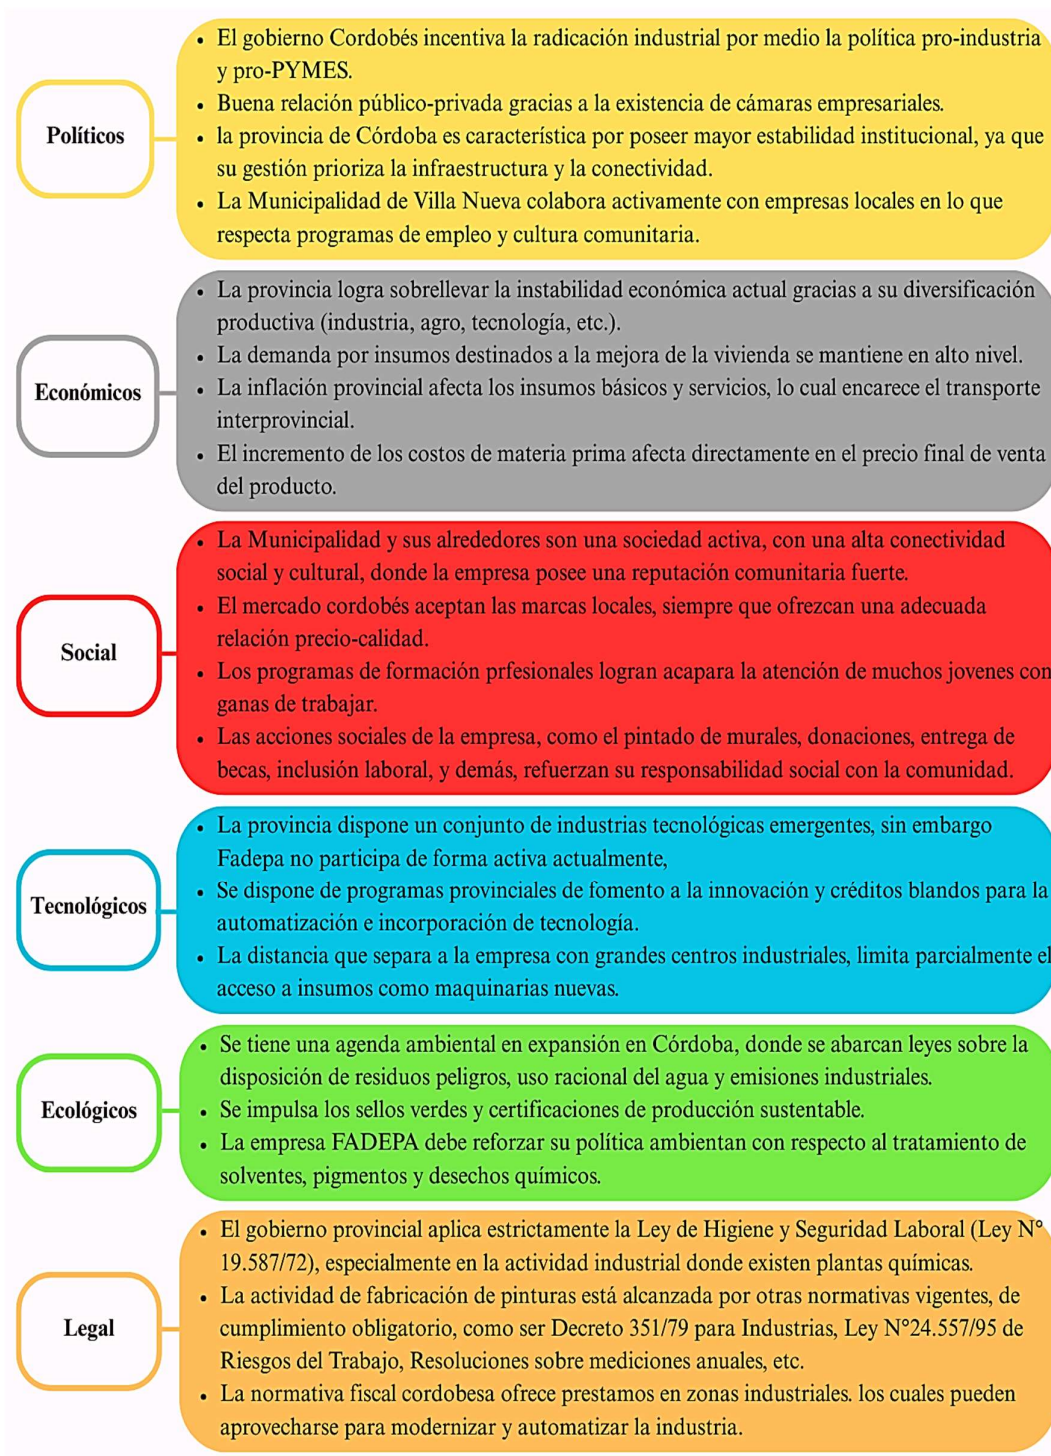 Políticos
• El gobierno Cordobés incentiva la radicación industrial por medio la política pro-industria
y pro-PYMES.
• Buena relación público-privada gracias a la existencia de cámaras empresariales.
• la provincia de Córdoba es característica por poseer mayor estabilidad institucional, ya que
su gestión prioriza la infraestructura y la conectividad.
• La Municipalidad de Villa Nueva colabora activamente con empresas locales en lo que
respecta programas de empleo y cultura comunitaria.
Económicos
• La provincia logra sobrellevar la instabilidad económica actual gracias a su diversificación
productiva (industria, agro, tecnología, etc.).
• La demanda por insumos destinados a la mejora de la vivienda se mantiene en alto nivel.
• La inflación provincial afecta los insumos básicos y servicios, lo cual encarece el transporte
interprovincial.
• El incremento de los costos de materia prima afecta directamente en el precio final de venta
del producto.
Social
• La Municipalidad y sus alrededores son una sociedad activa, con una alta conectividad
social y cultural, donde la empresa posee una reputación comunitaria fuerte.
• El mercado cordobés aceptan las marcas locales, siempre que ofrezcan una adecuada
relación precio-calidad.
• Los programas de formación prfesionales logran acapara la atención de muchos jovenes con
ganas de trabajar.
• Las acciones sociales de la empresa, como el pintado de murales, donaciones, entrega de
becas, inclusión laboral, y demás, refuerzan su responsabilidad social con la comunidad.
Tecnológicos
• La provincia dispone un conjunto de industrias tecnológicas emergentes, sin embargo
Fadepa no participa de forma activa actualmente,
• Se dispone de programas provinciales de fomento a la innovación y créditos blandos para la
automatización e incorporación de tecnología.
• La distancia que separa a la empresa con grandes centros industriales, limita parcialmente el
acceso a insumos como maquinarias nuevas.
Ecológicos
• Se tiene una agenda ambiental en expansión en Córdoba, donde se abarcan leyes sobre la
disposición de residuos peligros, uso racional del agua y emisiones industriales.
• Se impulsa los sellos verdes y certificaciones de producción sustentable.
• La empresa FADEPA debe reforzar su política ambientan con respecto al tratamiento de
solventes, pigmentos y desechos químicos.
Legal
• El gobierno provincial aplica estrictamente la Ley de Higiene y Seguridad Laboral (Ley N°
19.587/72), especialmente en la actividad industrial donde existen plantas químicas.
• La actividad de fabricación de pinturas está alcanzada por otras normativas vigentes, de
cumplimiento obligatorio, como ser Decreto 351/79 para Industrias, Ley N°24.557/95 de
Riesgos del Trabajo, Resoluciones sobre mediciones anuales, etc.
• La normativa fiscal cordobesa ofrece prestamos en zonas industriales. los cuales pueden
aprovecharse para modernizar y automatizar la industria.